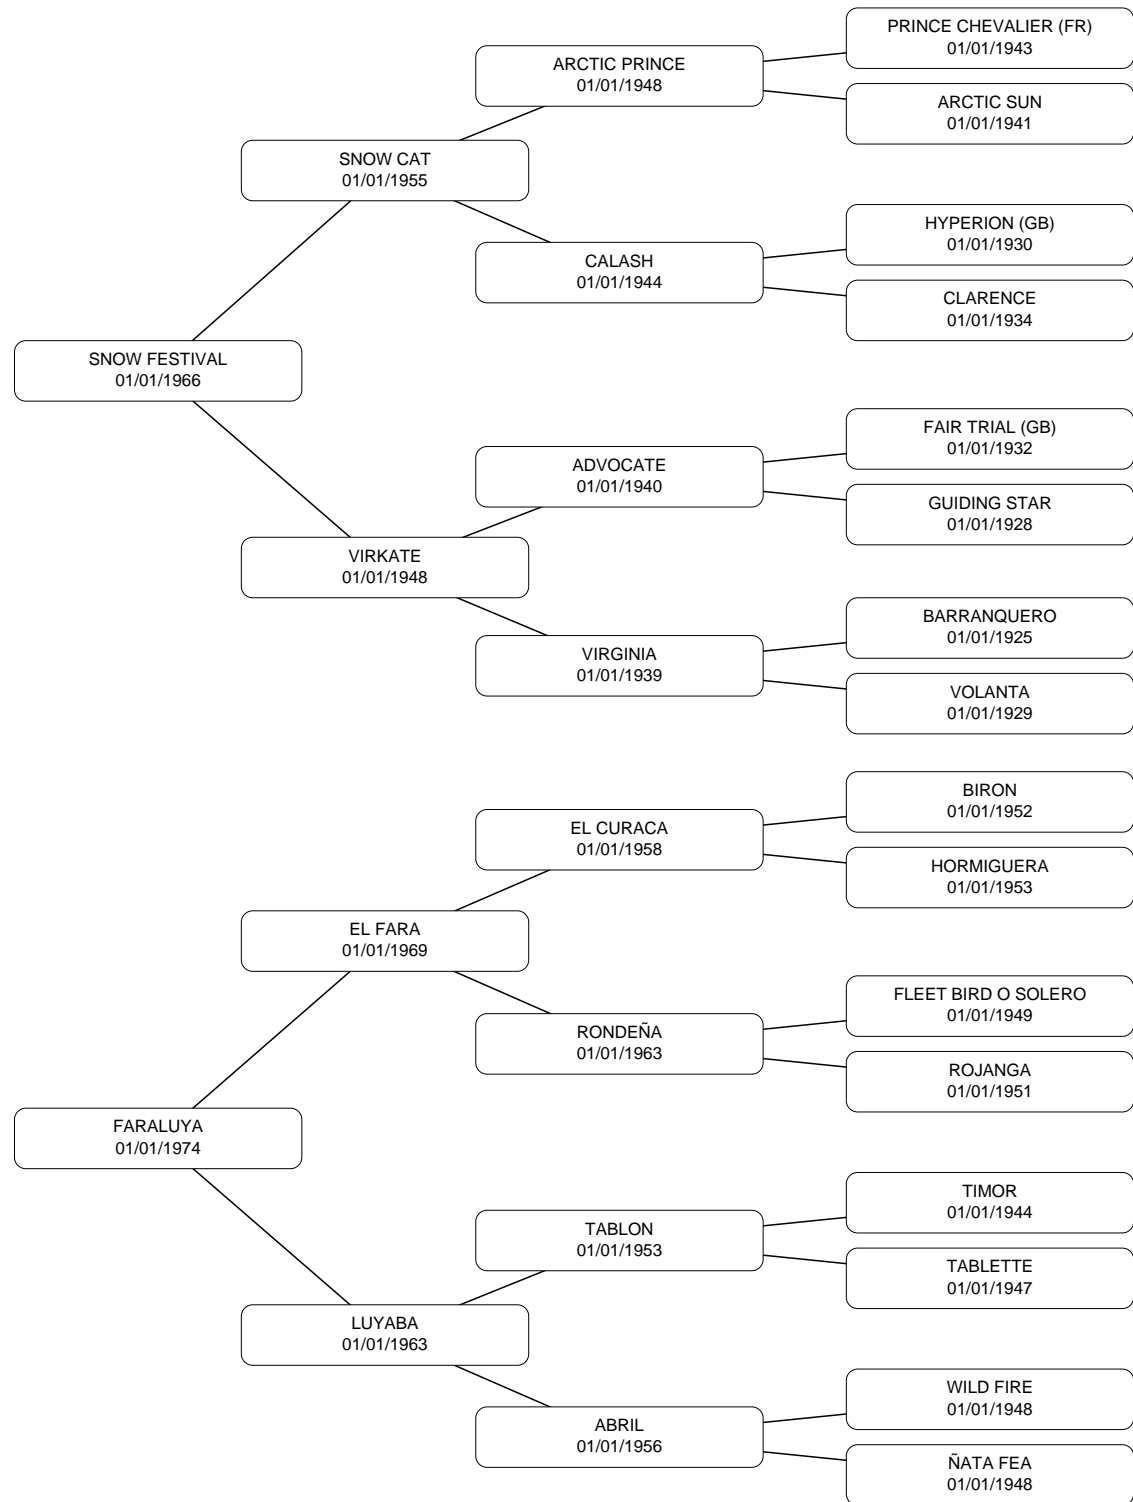 PRINCE CHEVALIER (FR)
01/01/1943
ARCTIC PRINCE
01/01/1948
ARCTIC SUN
01/01/1941
SNOW CAT
01/01/1955
HYPERION (GB)
01/01/1930
CALASH
01/01/1944
CLARENCE
01/01/1934
SNOW FESTIVAL
01/01/1966
FAIR TRIAL (GB)
01/01/1932
ADVOCATE
01/01/1940
GUIDING STAR
01/01/1928
VIRKATE
01/01/1948
BARRANQUERO
01/01/1925
VIRGINIA
01/01/1939
VOLANTA
01/01/1929
BIRON
01/01/1952
EL CURACA
01/01/1958
HORMIGUERA
01/01/1953
EL FARA
01/01/1969
FLEET BIRD O SOLERO
01/01/1949
RONDEÑA
01/01/1963
ROJANGA
01/01/1951
FARALUYA
01/01/1974
TIMOR
01/01/1944
TABLON
01/01/1953
TABLETTE
01/01/1947
LUYABA
01/01/1963
WILD FIRE
01/01/1948
ABRIL
01/01/1956
ÑATA FEA
01/01/1948